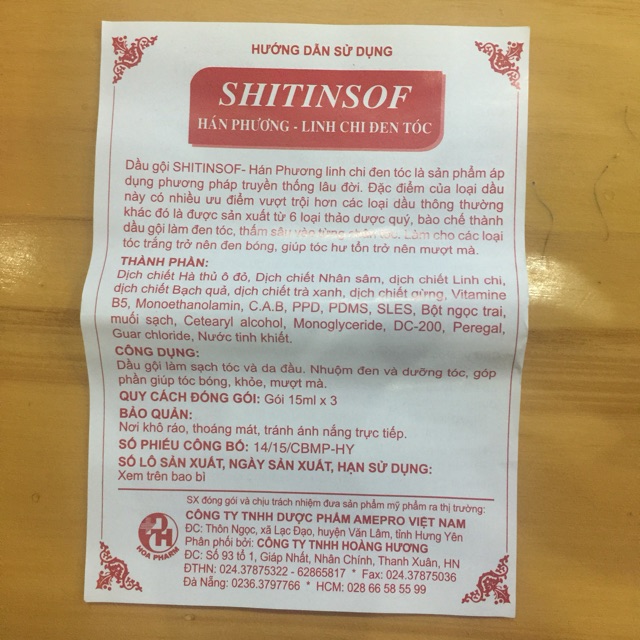 HƯỚNG DẪN SỬ DỤNG
SHITINSOF
HÁN PHƯƠNG - LINH CHI ĐEN TÓC
Dầu gội SHITINSOF- Hán Phương linh chi đen tóc là sản phẩm áp
dụng phương pháp truyền thống lâu đời. Đặc điểm của loại dầu
này có nhiều ưu điểm vượt trội hơn các loại dầu thông thường
khác đó là được sản xuất từ 6 loại thảo dược quý, bào chế thành
dầu gội làm đen tóc, thấm sâu vào từng chân tóc. Làm cho các loại
tóc trắng trở nên đen bóng, giúp tóc hư tổn trở nên mượt mà.
THÀNH PHẦN:
Dịch chiết Hà thủ ô đỏ, Dịch chiết Nhân sâm, dịch chiết Linh chi,
dịch chiết Bạch quả, dịch chiết trà xanh, dịch chiết gừng, Vitamine
B5, Monoethanolamin, C.A.B, PPD, PDMS, SLES, Bột ngọc trai,
muối sạch, Cetearyl alcohol, Monoglyceride, DC-200, Peregal,
Guar chloride, Nước tinh khiết.
CÔNG DỤNG:
Dầu gội làm sạch tóc và da đầu. Nhuộm đen và dưỡng tóc, góp
phần giúp tóc bóng, khỏe, mượt mà.
QUY CÁCH ĐÓNG GÓI: Gói 15ml x 3
BẢO QUẢN:
Nơi khô ráo, thoáng mát, tránh ánh nắng trực tiếp.
SỐ PHIẾU CÔNG BỐ: 14/15/CBMP-HY
SỐ LÔ SẢN XUẤT, NGÀY SẢN XUẤT, HẠN SỬ DỤNG:
Xem trên bao bì
SX đóng gói và chịu trách nhiệm đưa sản phẩm mỹ phẩm ra thị trường:
CÔNG TY TNHH DƯỢC PHẨM AMEPRO VIỆT NAM
ĐC: Thôn Ngọc, xã Lạc Đạo, huyện Văn Lâm, tỉnh Hưng Yên
Phân phối bởi: CÔNG TY TNHH HOÀNG HƯƠNG
ĐC: Số 93 tổ 1, Giáp Nhất, Nhân Chính, Thanh Xuân, HN
ĐTHN: 024.37875322 - 62865817 * Fax: 024.37875036
Đà Nẵng: 0236.3797766 * HCM: 028 66 58 55 99
HOA PHARM